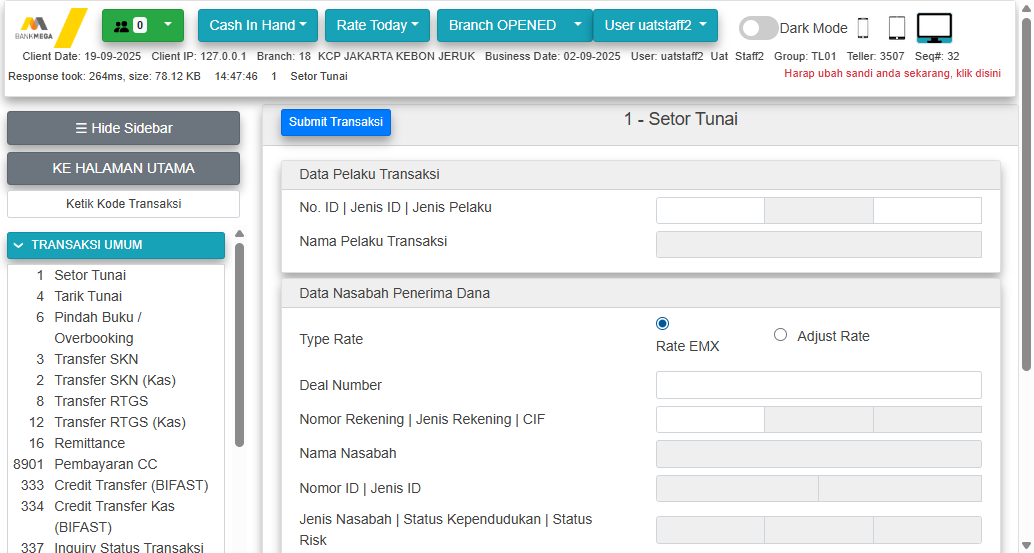 BANK MEGA
0
Cash In Hand
Rate Today
Branch OPENED
User uatstaff2
Dark Mode
Client Date: 19-09-2025 Client IP: 127.0.0.1 Branch: 18 KCP JAKARTA KEBON JERUK Business Date: 02-09-2025 User: uatstaff2 Uat Staff2 Group: TL01 Teller: 3507 Seq#: 32
Response took: 264ms, size: 78.12 KB 14:47:46 1 Setor Tunai
Harap ubah sandi anda sekarang, klik disini
☰ Hide Sidebar
KE HALAMAN UTAMA
Ketik Kode Transaksi
TRANSAKSI UMUM
1 Setor Tunai
4 Tarik Tunai
6 Pindah Buku /
Overbooking
3 Transfer SKN
2 Transfer SKN (Kas)
8 Transfer RTGS
12 Transfer RTGS (Kas)
16 Remittance
8901 Pembayaran CC
333 Credit Transfer (BIFAST)
334 Credit Transfer Kas
(BIFAST)
337 Inquiry Status Transaksi
Submit Transaksi
1 - Setor Tunai
Data Pelaku Transaksi
No. ID | Jenis ID | Jenis Pelaku
Nama Pelaku Transaksi
Data Nasabah Penerima Dana
Type Rate
Rate EMX
Adjust Rate
Deal Number
Nomor Rekening | Jenis Rekening | CIF
Nama Nasabah
Nomor ID | Jenis ID
Jenis Nasabah | Status Kependudukan | Status
Risk